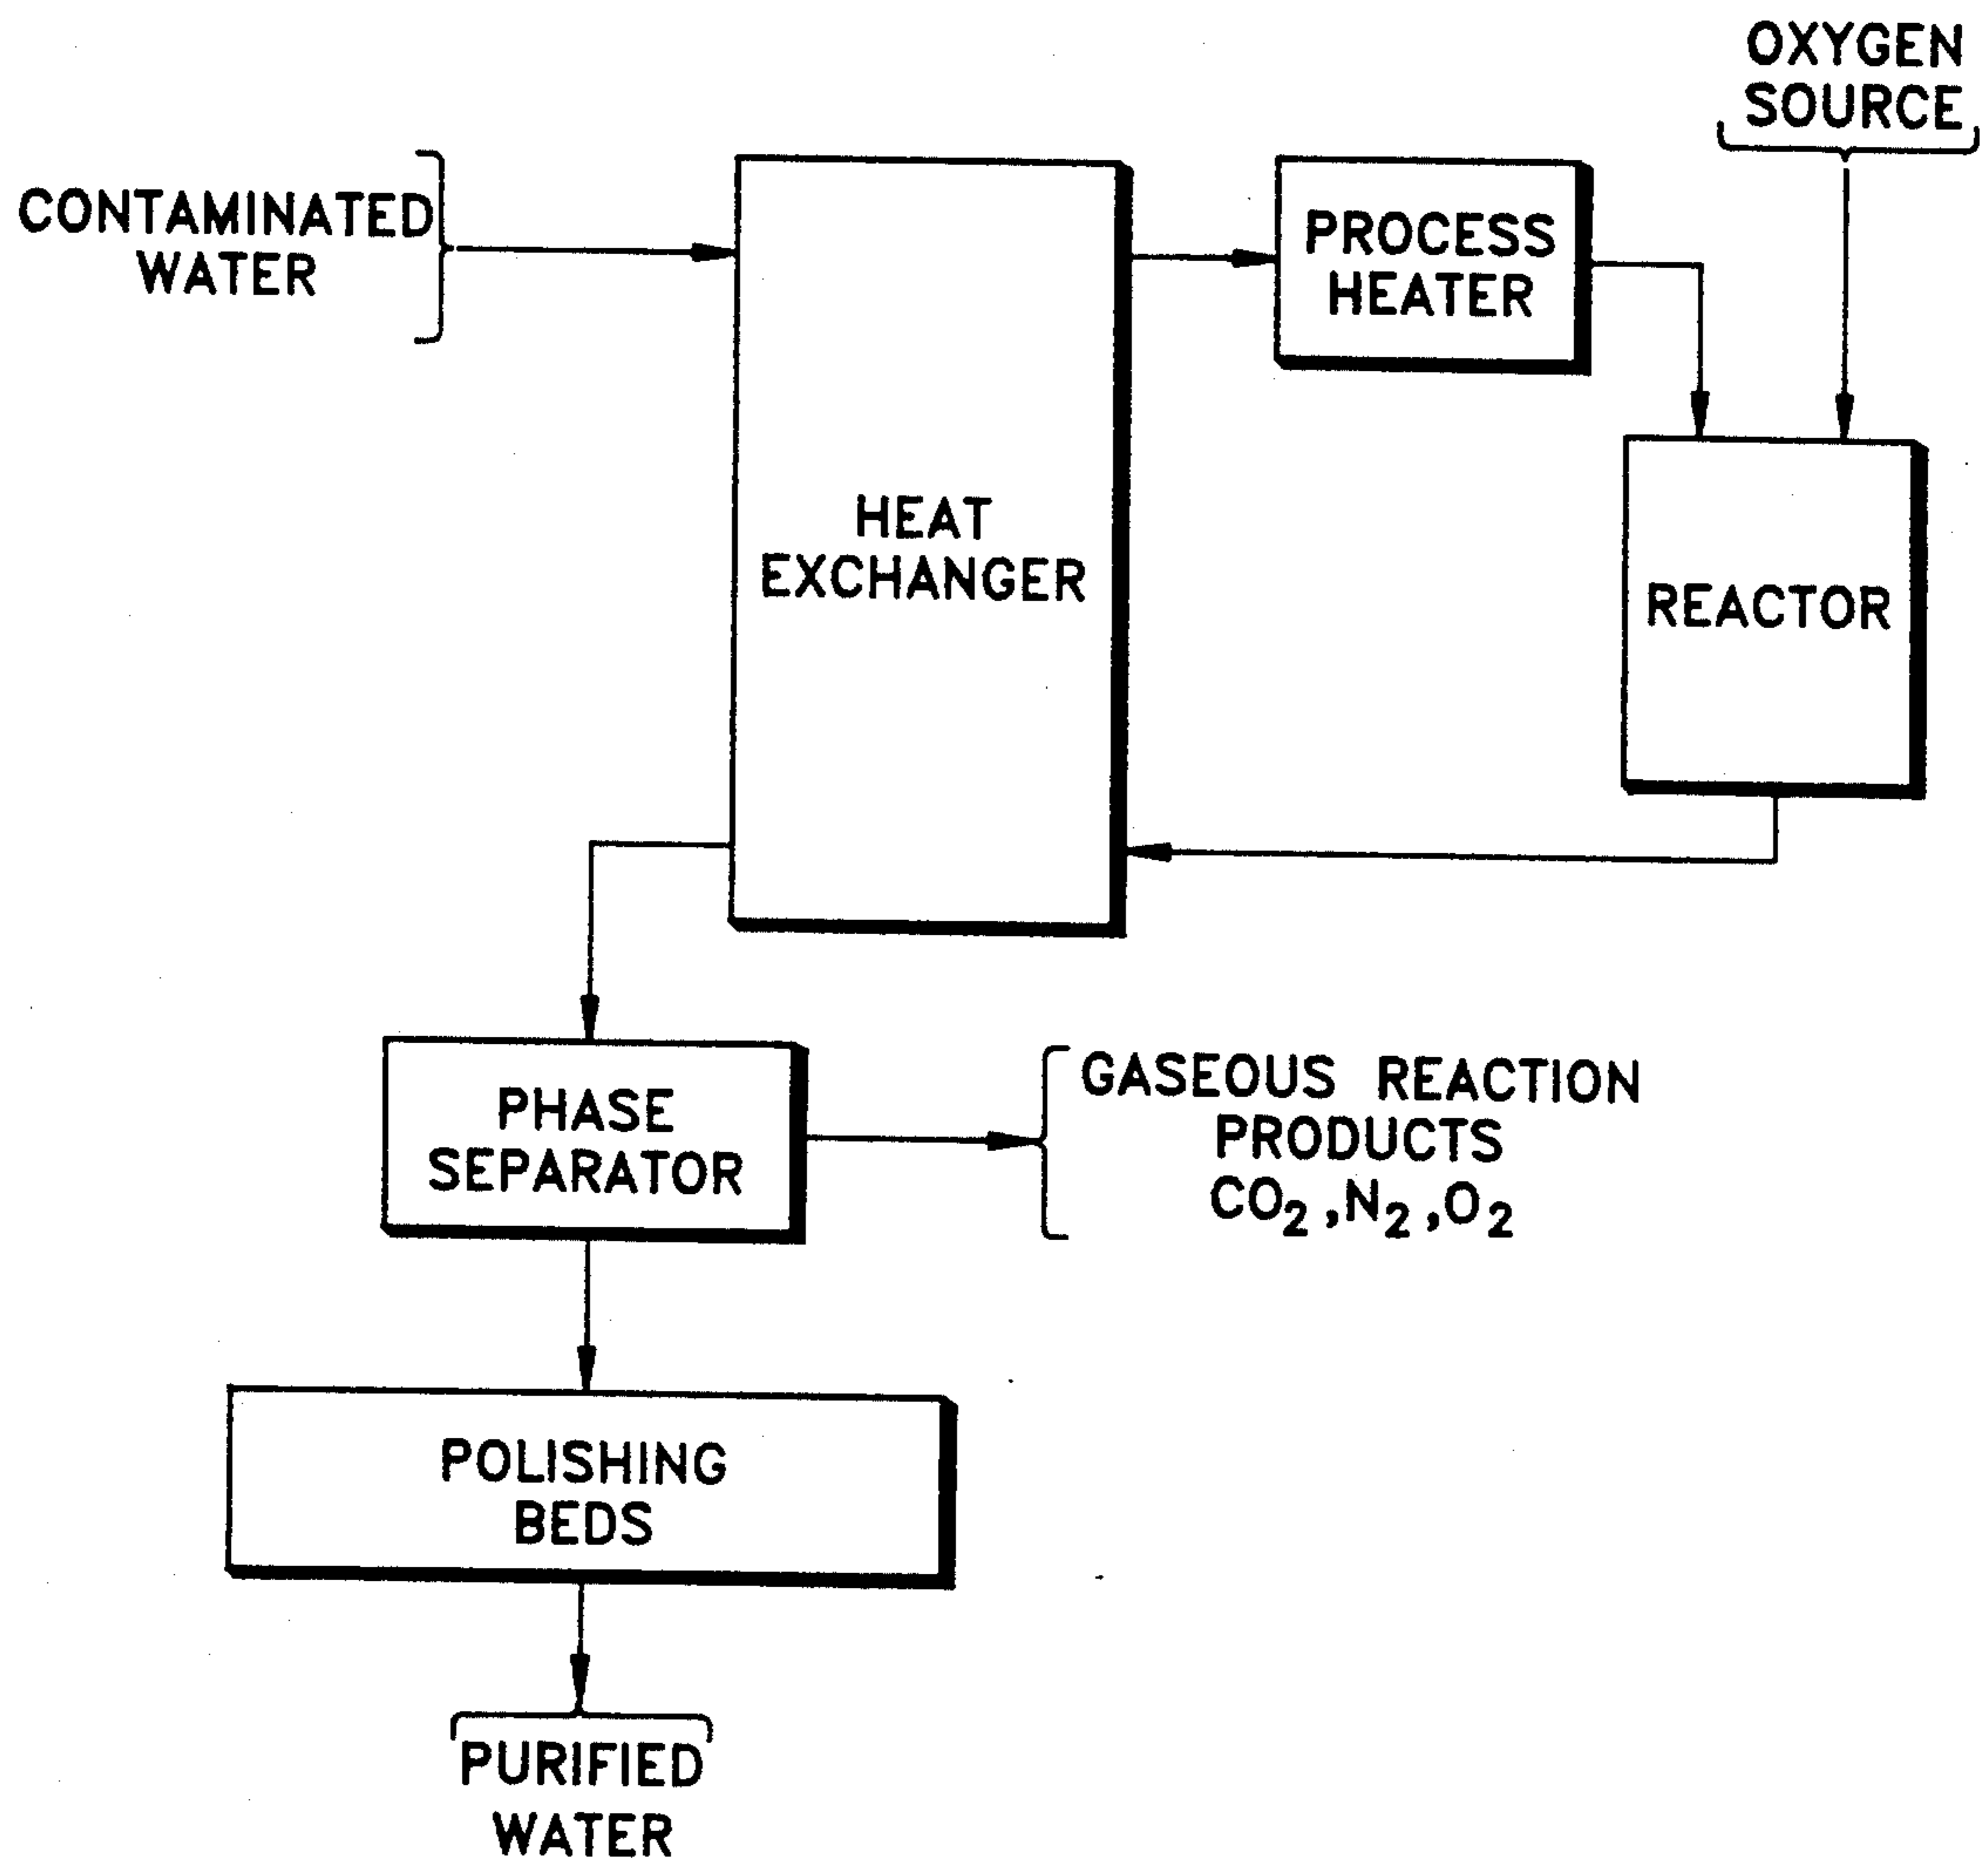 OXYGEN
SOURCE
CONTAMINATED
WATER
PROCESS
HEATER
HEAT
EXCHANGER
REACTOR
PHASE
SEPARATOR
GASEOUS REACTION
PRODUCTS
CO₂,N₂,O₂
POLISHING
BEDS
PURIFIED
WATER